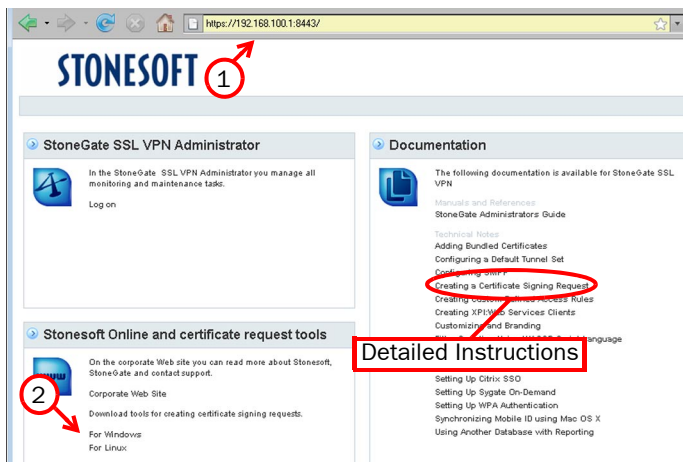 https://192.168.100.1:8443/
STONESOFT
1
StoneGate SSL VPN Administrator
In the StoneGate SSL VPN Administrator you manage all
monitoring and maintenance tasks.
Log on
Documentation
The following documentation is available for StoneGate SSL
VPN
Manuals and References
StoneGate Administrators Guide
Technical Notes
Adding Bundled Certificates
Configuring a Default Tunnel Set
Configuring
Creating a Certificate Signing Request
Creating Custom Defined Access Rules
Creating XPI:Web Services Clients
Customizing and Branding
Language
Detailed Instructions
Setting Up Citrix SSO
Setting Up Sygate On-Demand
Setting Up WPA Authentication
Synchronizing Mobile ID using Mac OS X
Using Another Database with Reporting
Stonesoft Online and certificate request tools
www
On the corporate Web site you can read more about Stonesoft,
StoneGate and contact support.
Corporate Web Site
Download tools for creating certificate signing requests.
2
For Windows
For Linux